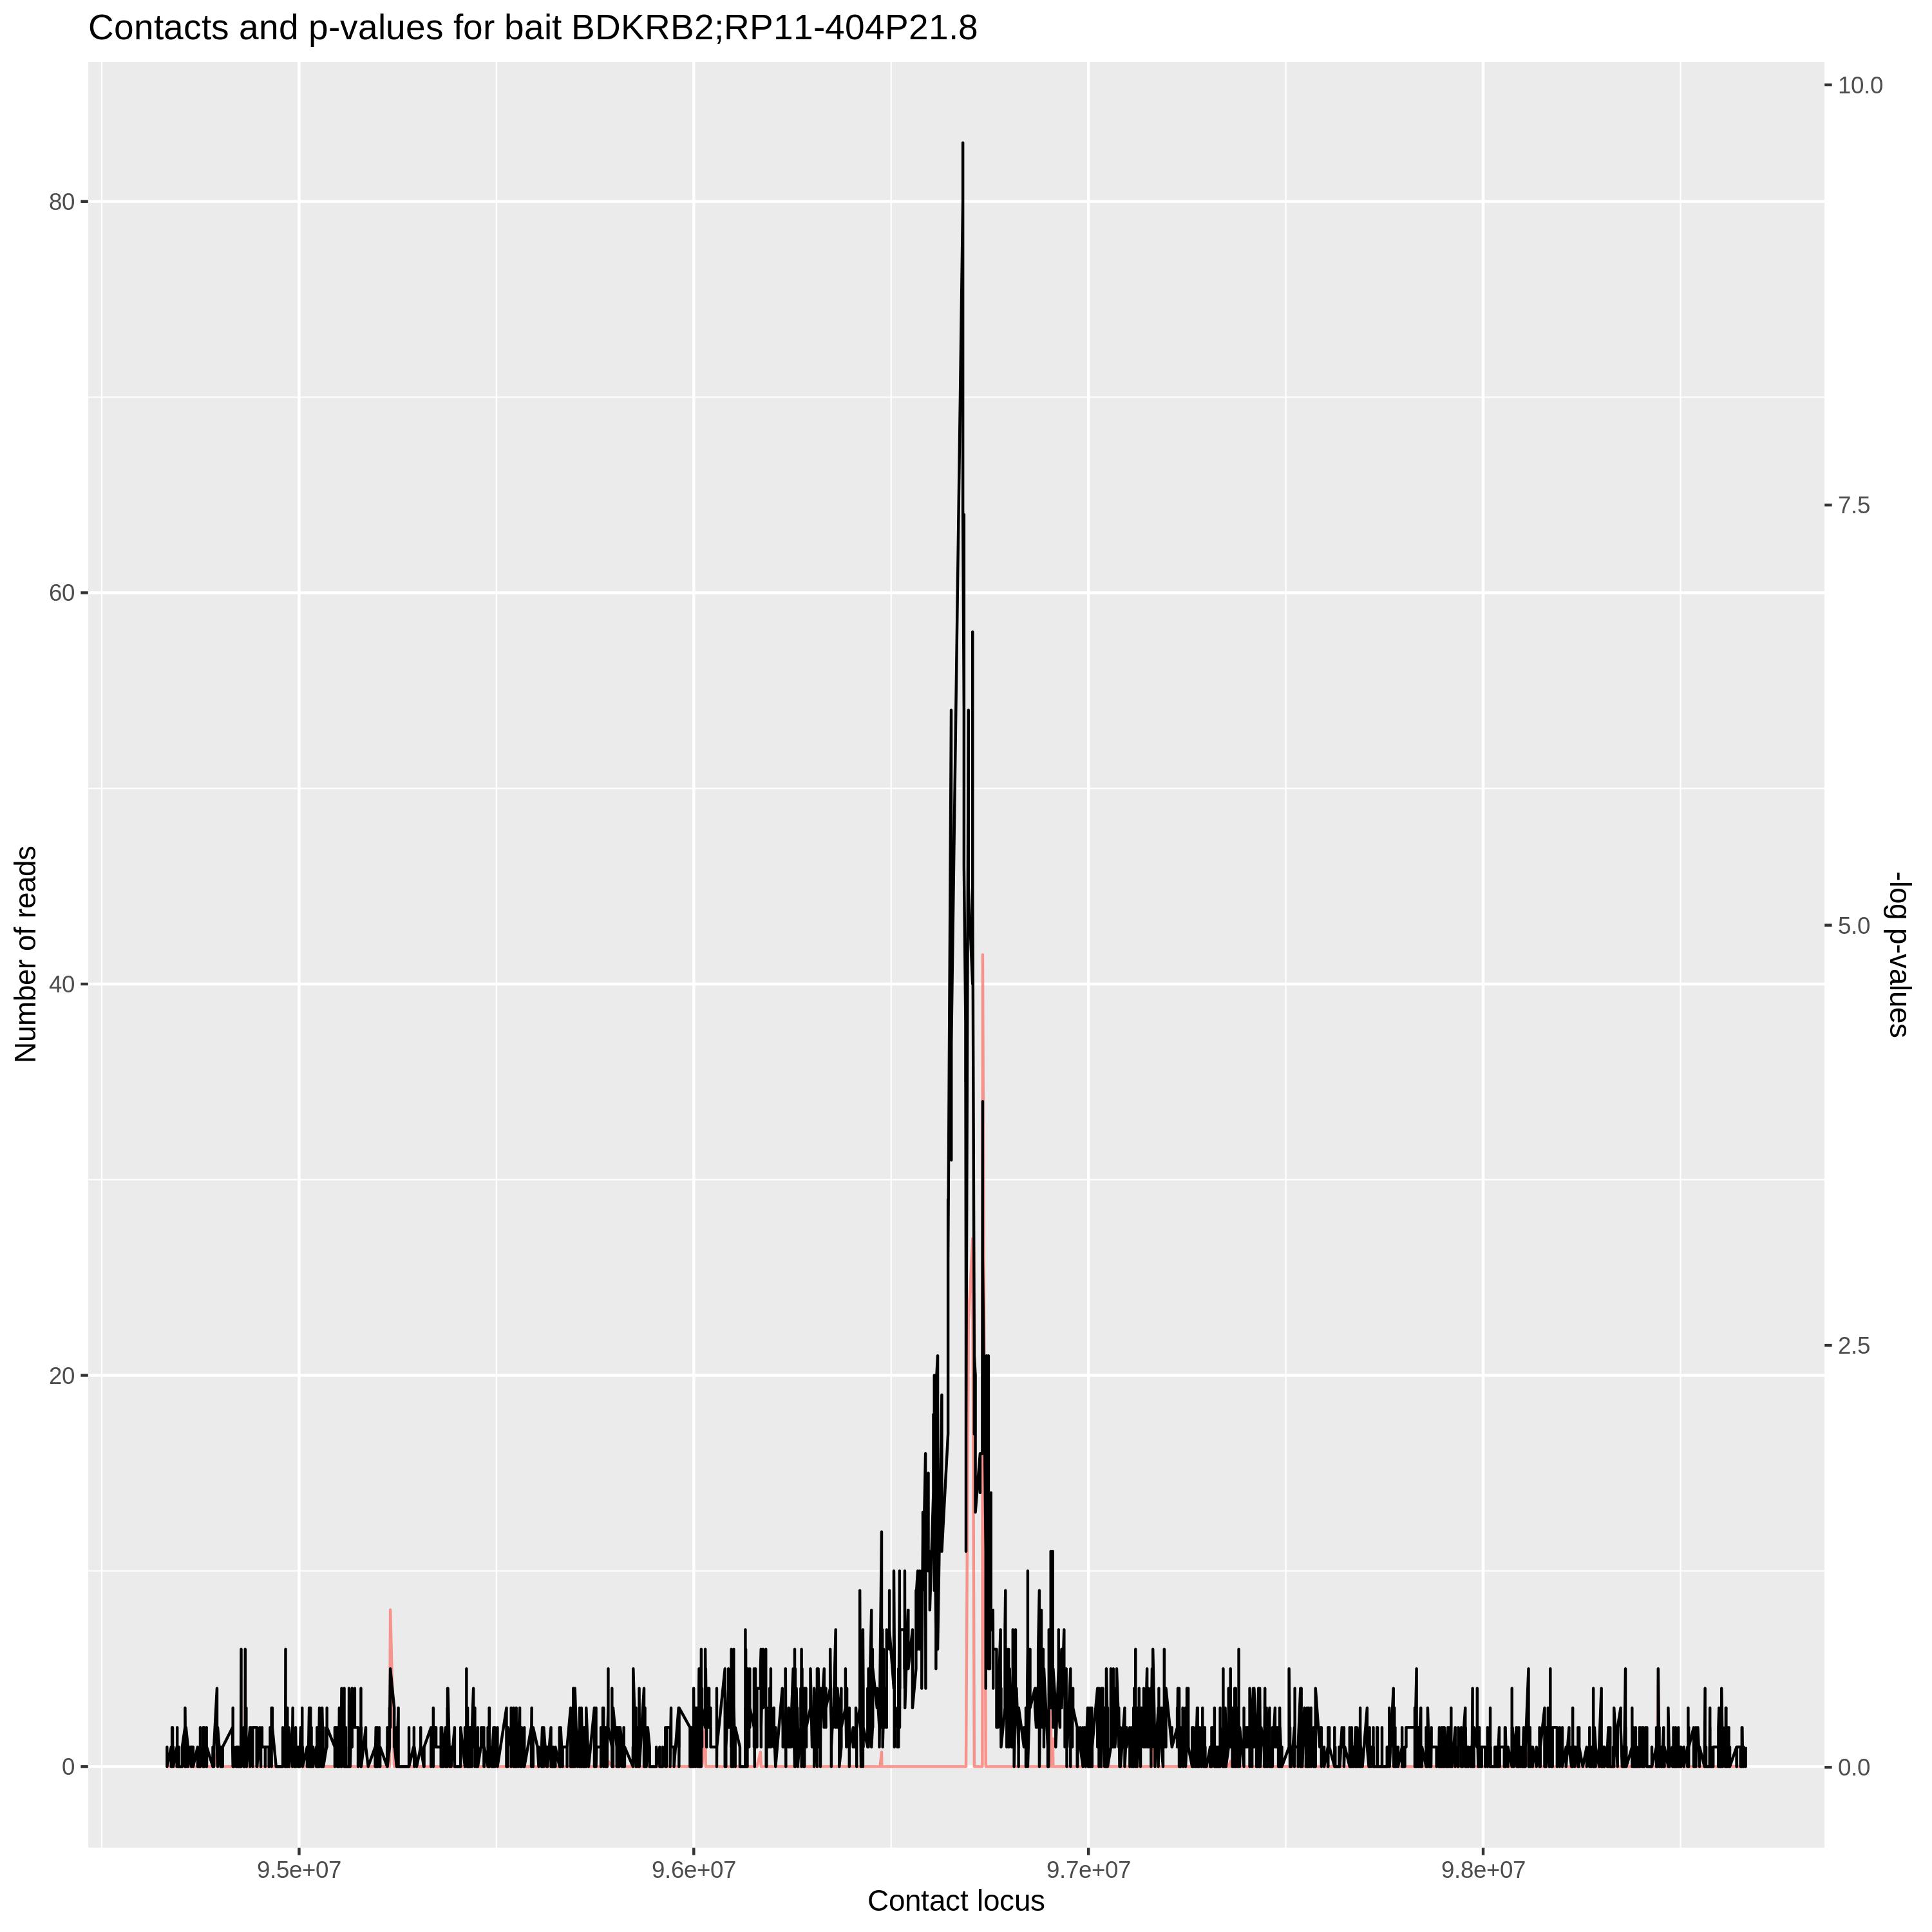 Contacts and p-values for bait BDKRB2;RP11-404P21.8
10.0
80
7.5
60
Number of reads
5.0
-log p-values
40
2.5
20
0
0.0
9.5e+07
9.6e+07
9.7e+07
9.8e+07
Contact locus